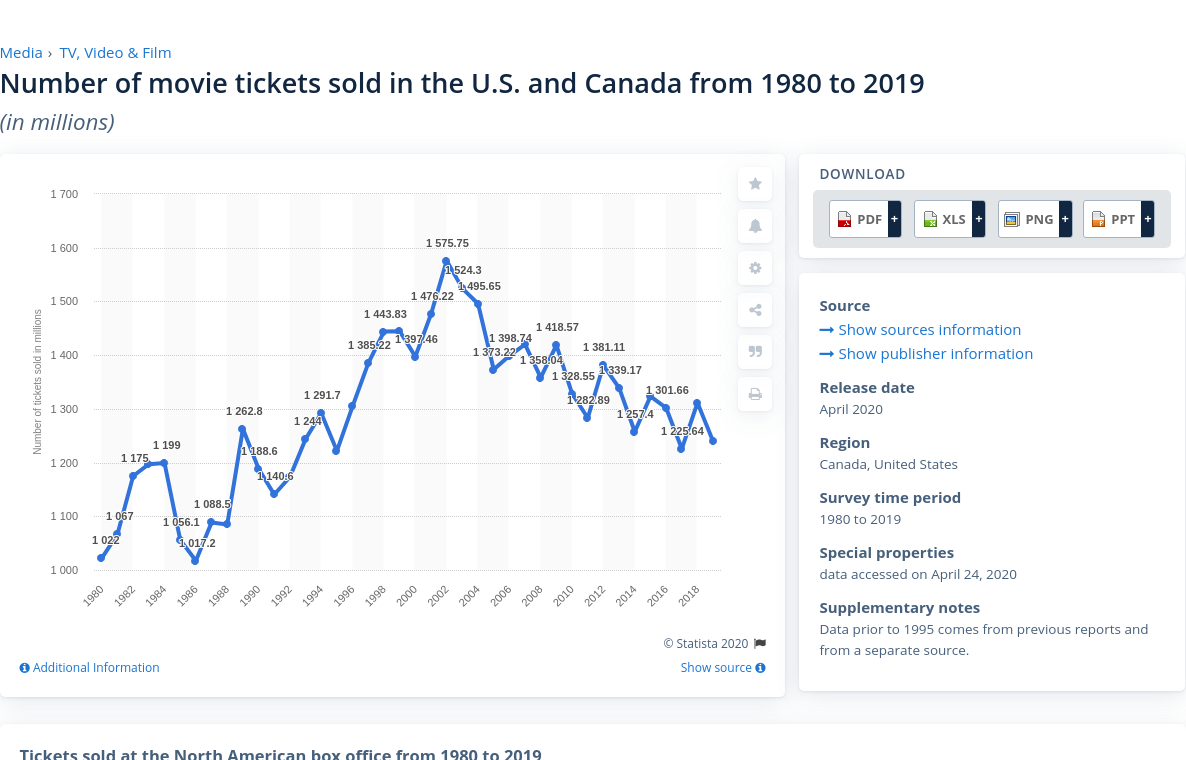 Media › TV, Video & Film
Number of movie tickets sold in the U.S. and Canada from 1980 to 2019
(in millions)
Number of tickets sold in millions
1 700
1 600
1 500
1 400
1 300
1 200
1 100
1 000
1 022
1 067
1 175
1 199
1 056.1
1 017.2
1 088.5
1 262.8
1 188.6
1 140.6
1 244
1 291.7
1 385.22
1 443.83
1 397.46
1 476.22
1 575.75
1 524.3
1 495.65
1 373.22
1 398.74
1 358.04
1 418.57
1 328.55
1 282.89
1 381.11
1 339.17
1 257.4
1 301.66
1 225.64
1980
1982
1984
1986
1988
1990
1992
1994
1996
1998
2000
2002
2004
2006
2008
2010
2012
2014
2016
2018
© Statista 2020
Additional Information
Show source
DOWNLOAD
PDF +
XLS +
PNG +
PPT +
Source
Show sources information
Show publisher information
Release date
April 2020
Region
Canada, United States
Survey time period
1980 to 2019
Special properties
data accessed on April 24, 2020
Supplementary notes
Data prior to 1995 comes from previous reports and
from a separate source.
Tickets sold at the North American box office from 1980 to 2019